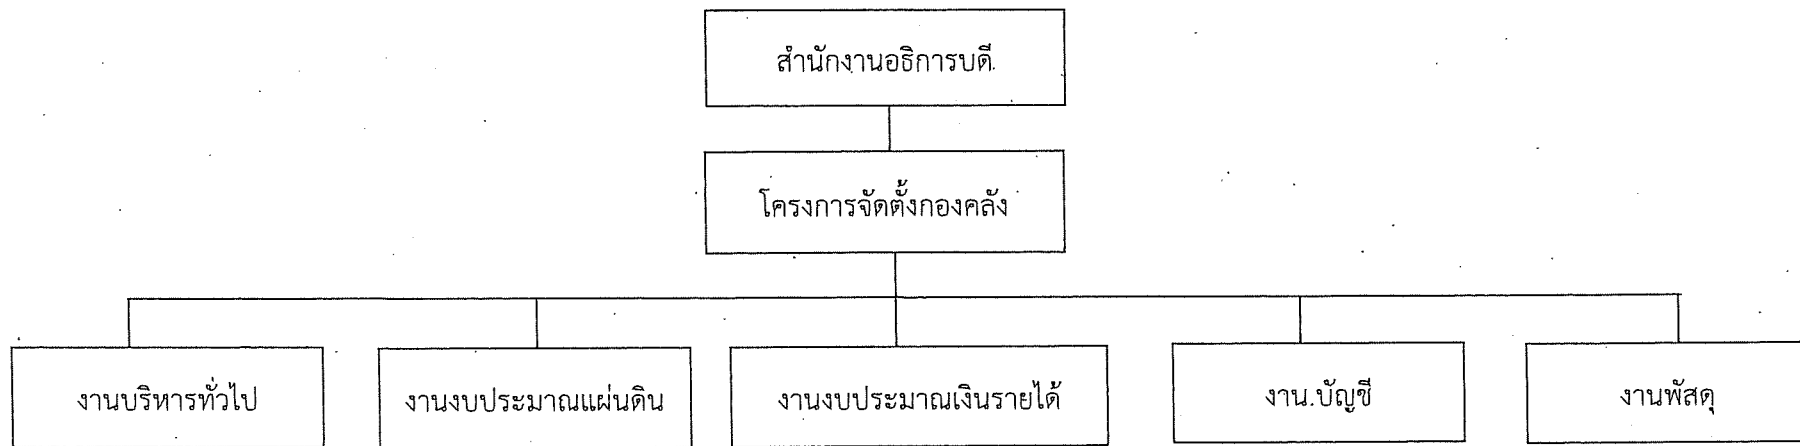 สำนักงานอธิการบดี
โครงการจัดตั้งกองคลัง
งานบริหารทั่วไป
งานงบประมาณแผ่นดิน
งานงบประมาณเงินรายได้
งาน.บัญชี
งานพัสดุ